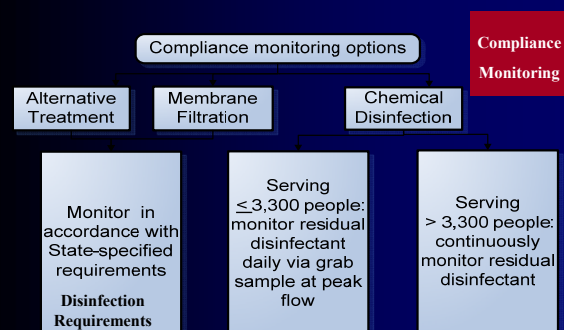 Compliance monitoring options
Compliance
Monitoring
Alternative
Treatment
Membrane
Filtration
Chemical
Disinfection
Monitor in
accordance with
State-specified
requirements
Disinfection
Requirements
Serving
≤3,300 people:
monitor residual
disinfectant
daily via grab
sample at peak
flow
Serving
> 3,300 people:
continuously
monitor residual
disinfectant